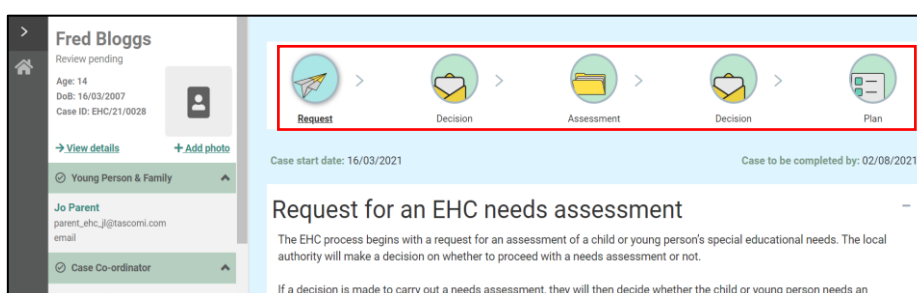 Fred Bloggs
Review pending
Age: 14
DoB: 16/03/2007
Case ID: EHC/21/0028
View details
Add photo
Young Person & Family
Jo Parent
parent_ehc_jl@tascomi.com
email
Case Co-ordinator
Request
Decision
Assessment
Decision
Plan
Case start date: 16/03/2021
Case to be completed by: 02/08/2021
Request for an EHC needs assessment
The EHC process begins with a request for an assessment of a child or young person's special educational needs. The local
authority will make a decision on whether to proceed with a needs assessment or not.
If a decision is made to carry out a needs assessment, they will then decide whether the child or young person needs an